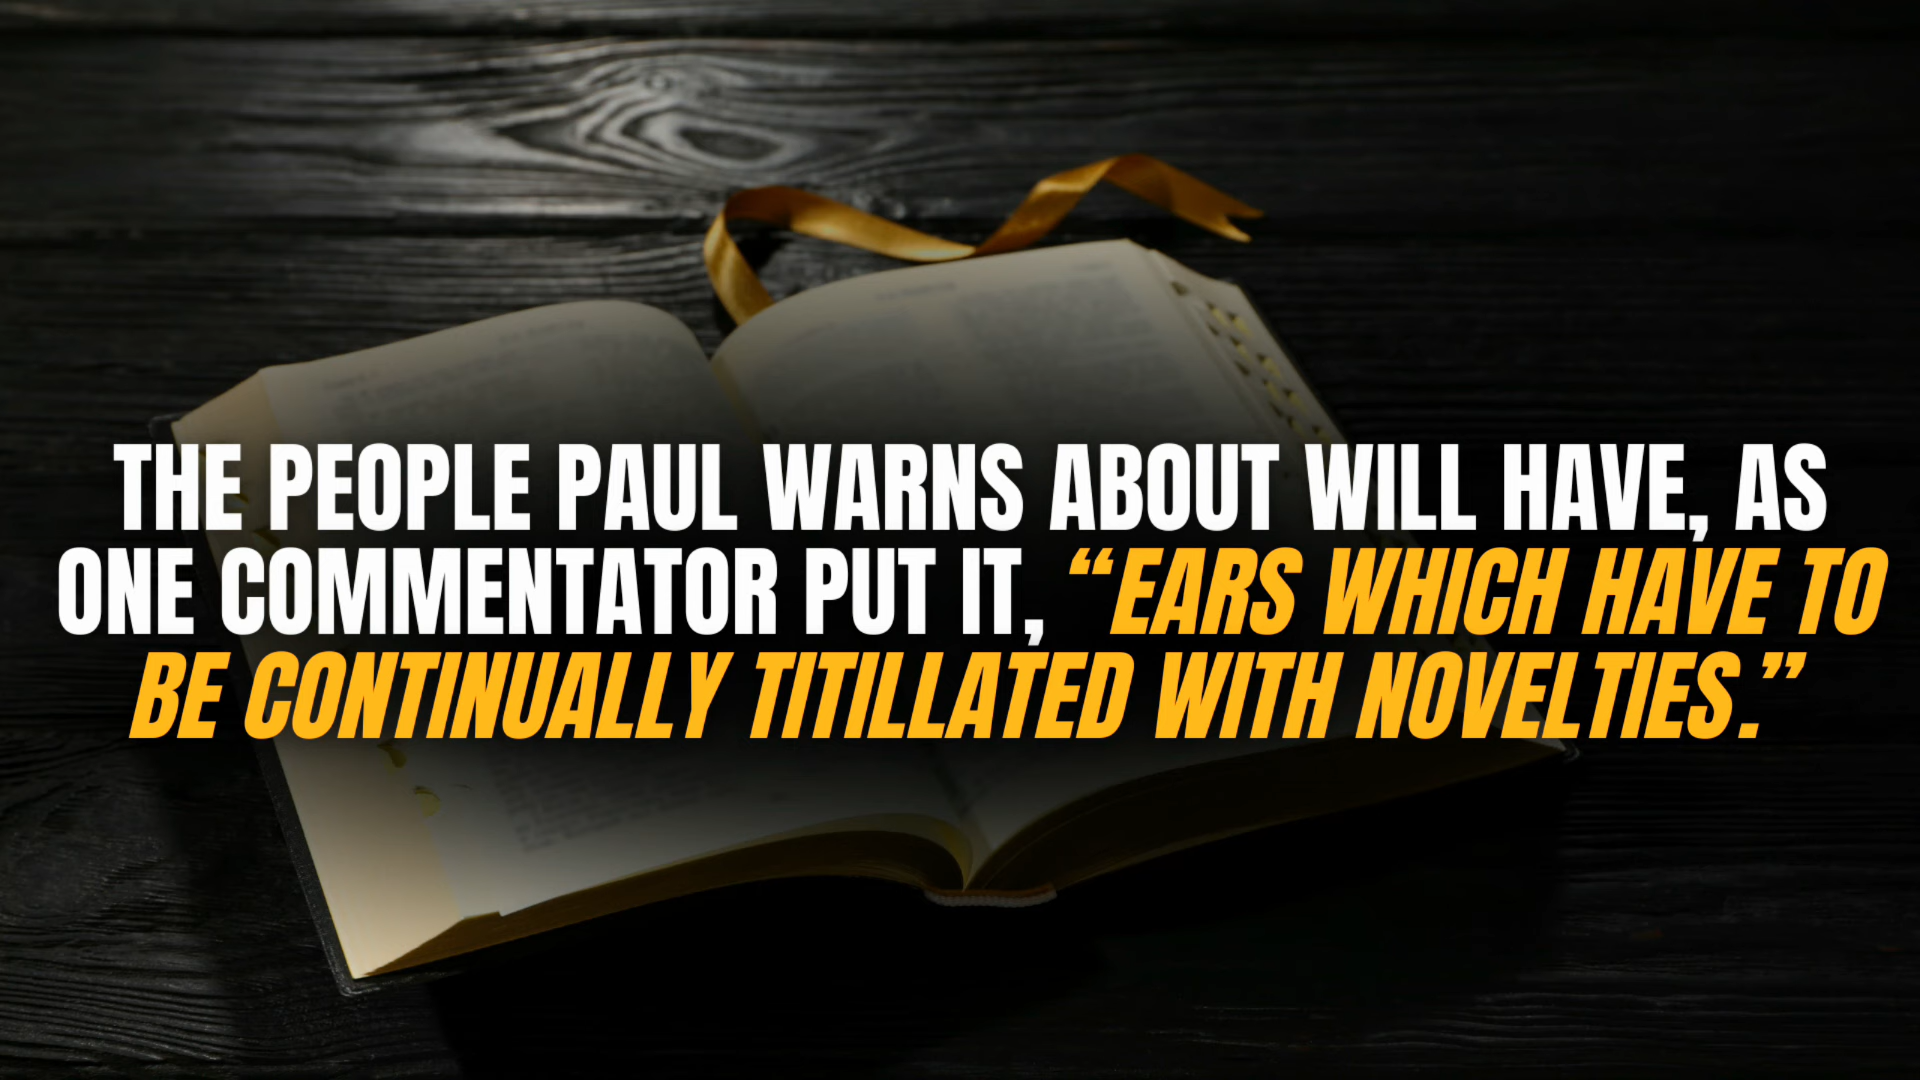 THE PEOPLE PAUL WARNS ABOUT WILL HAVE, AS
ONE COMMENTATOR PUT IT, “EARS WHICH HAVE TO
BE CONTINUALLY TITILLATED WITH NOVELTIES.”